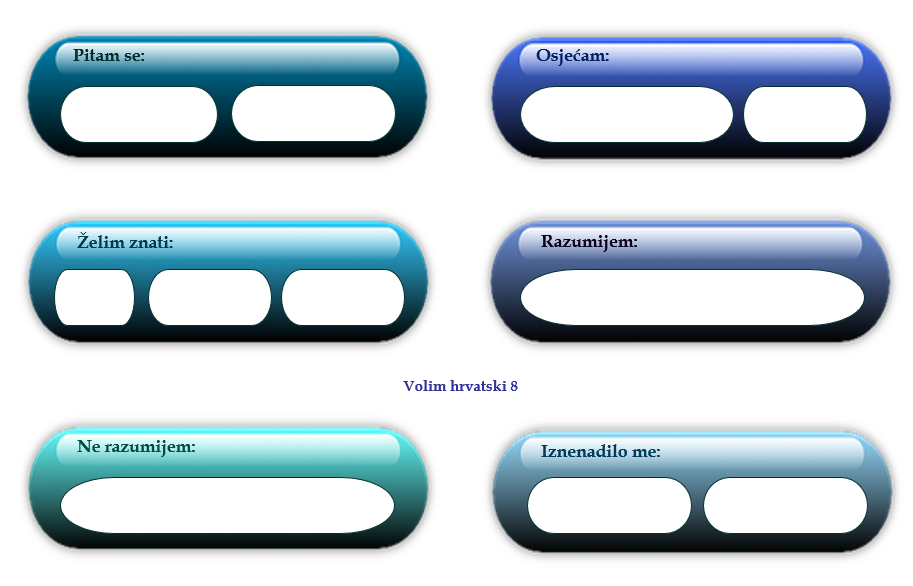 Pitam se:
Osjećam:
Želim znati:
Razumijem:
Volim hrvatski 8
Ne razumijem:
Iznenadilo me: